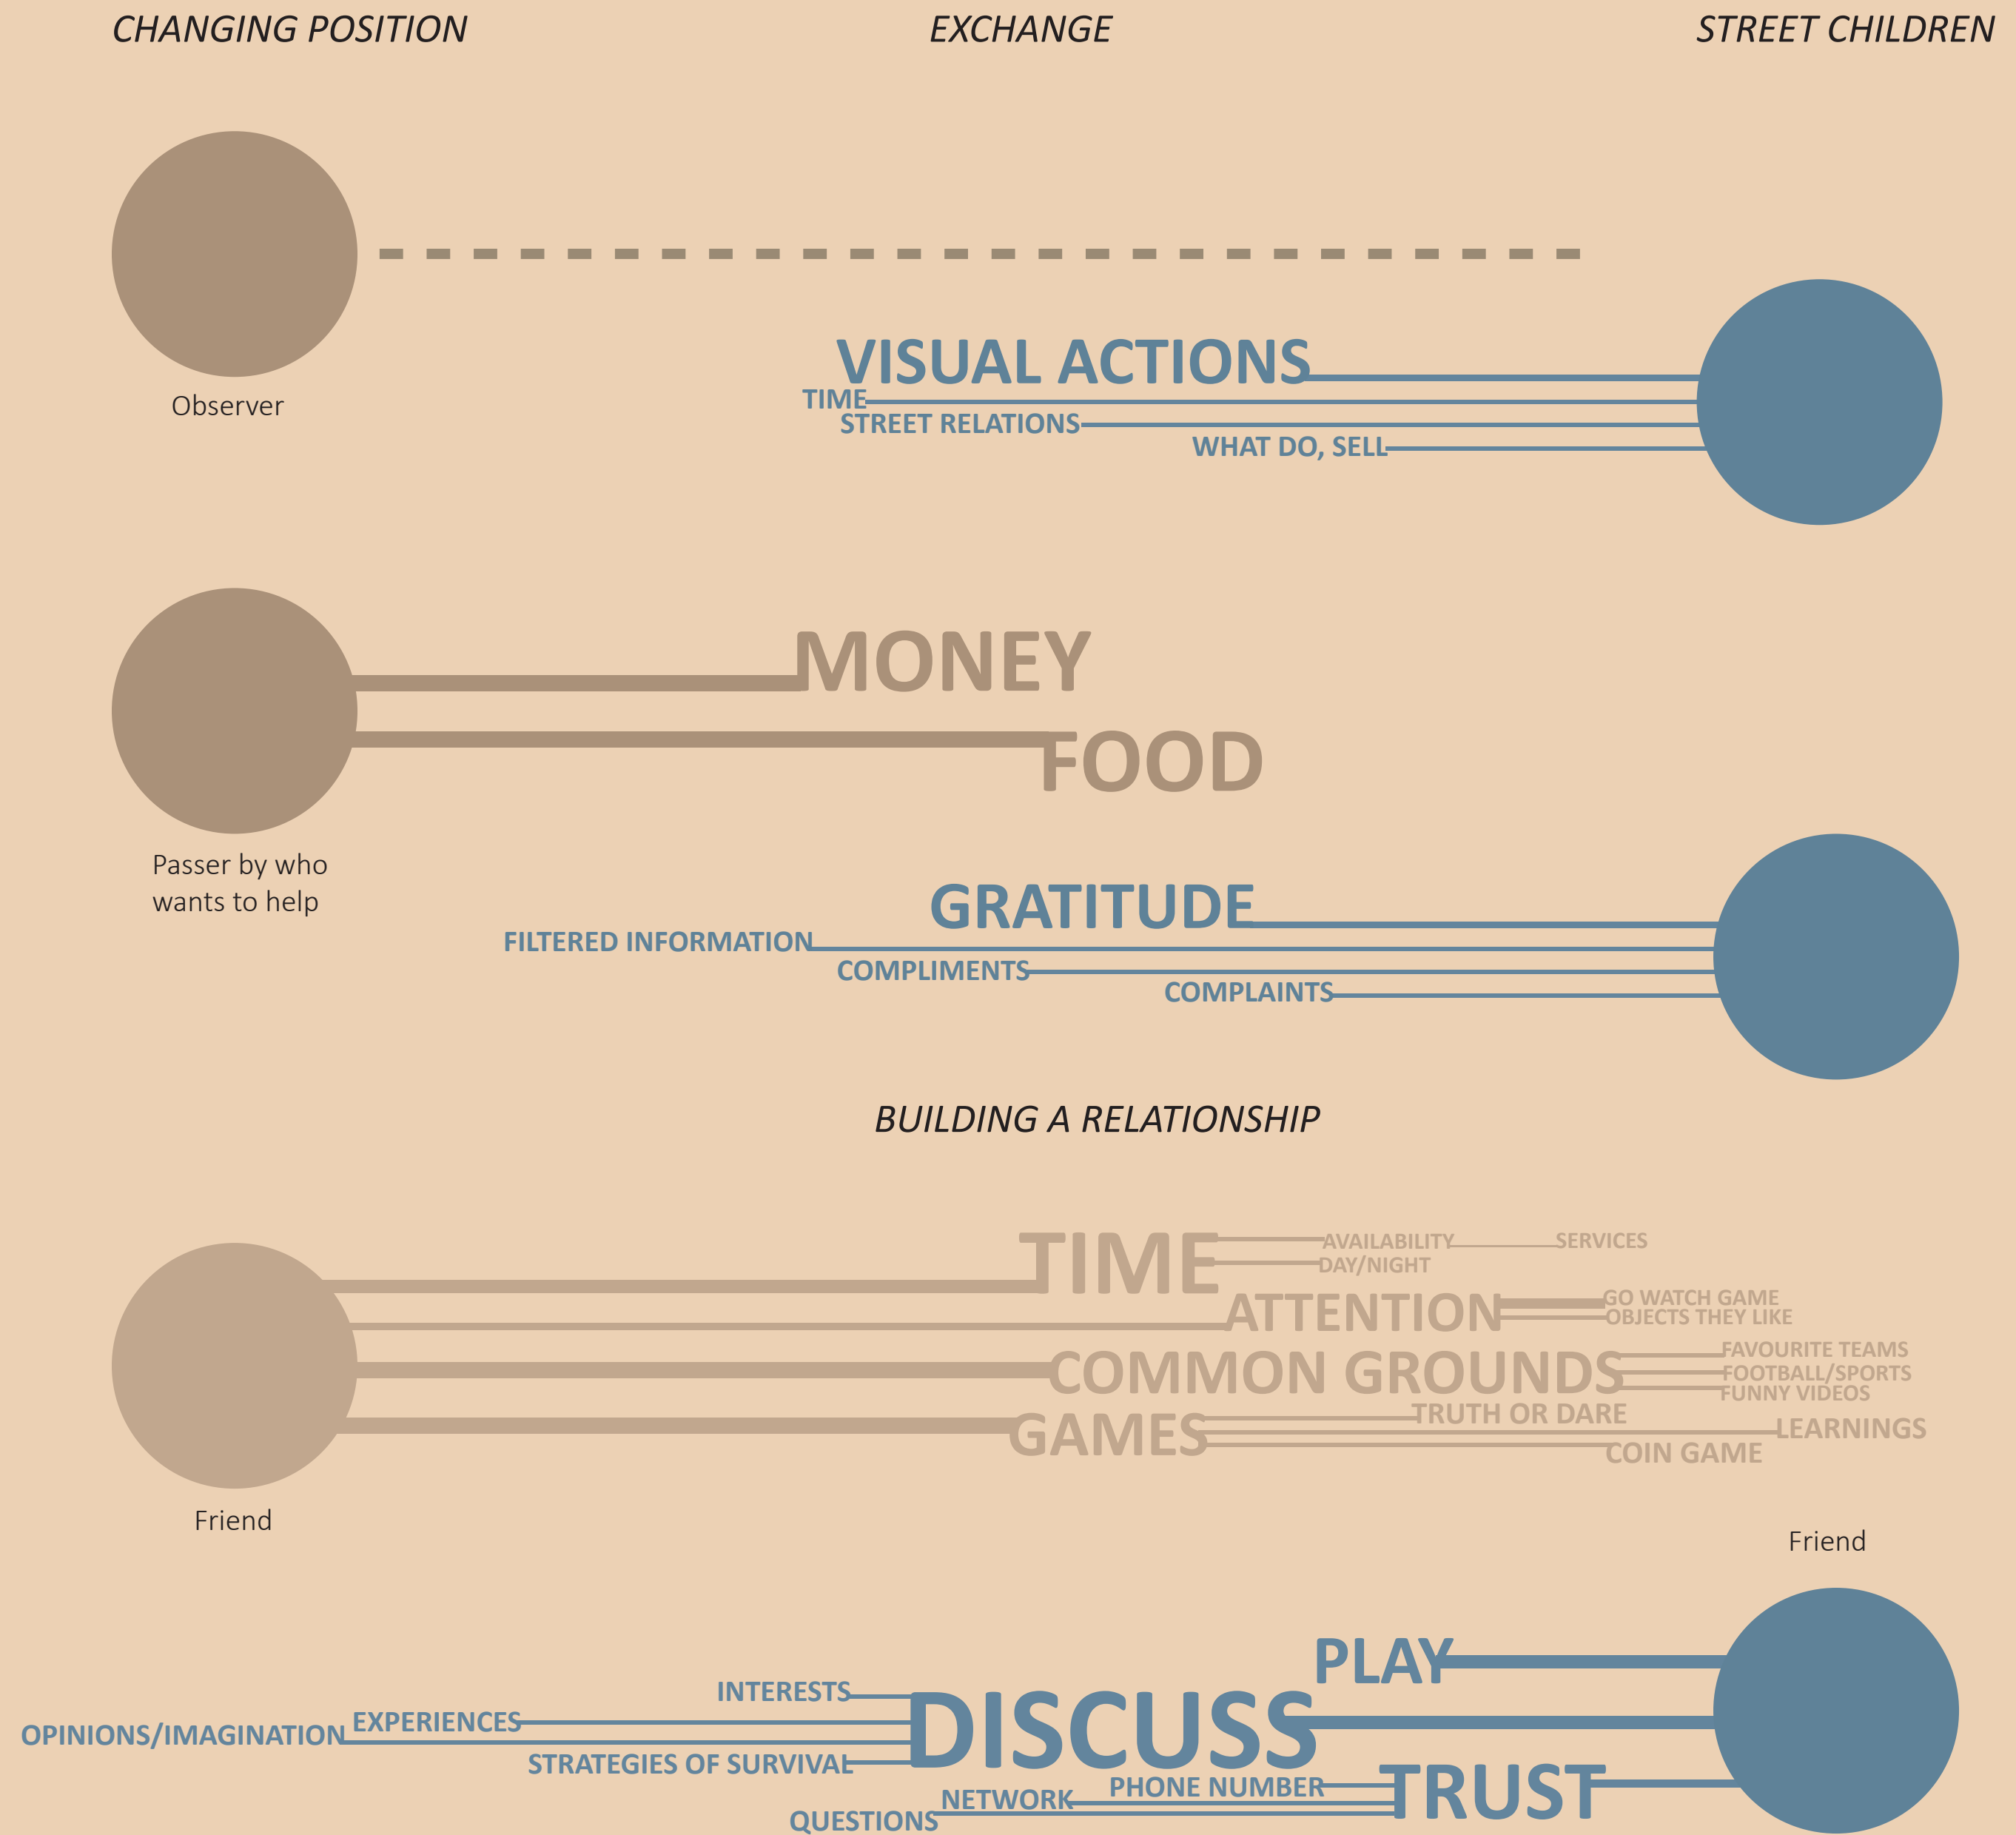 CHANGING POSITION
EXCHANGE
STREET CHILDREN
Observer
VISUAL ACTIONS
TIME
STREET RELATIONS
WHAT DO, SELL
MONEY
FOOD
Passer by who
wants to help
GRATITUDE
FILTERED INFORMATION
COMPLIMENTS
COMPLAINTS
BUILDING A RELATIONSHIP
TIME
AVAILABILITY
SERVICES
DAY/NIGHT
ATTENTION
GO WATCH GAME
OBJECTS THEY LIKE
COMMON GROUNDS
FAVOURITE TEAMS
FOOTBALL/SPORTS
FUNNY VIDEOS
GAMES
TRUTH OR DARE
LEARNINGS
COIN GAME
Friend
Friend
PLAY
DISCUSS
INTERESTS
EXPERIENCES
OPINIONS/IMAGINATION
STRATEGIES OF SURVIVAL
TRUST
PHONE NUMBER
NETWORK
QUESTIONS